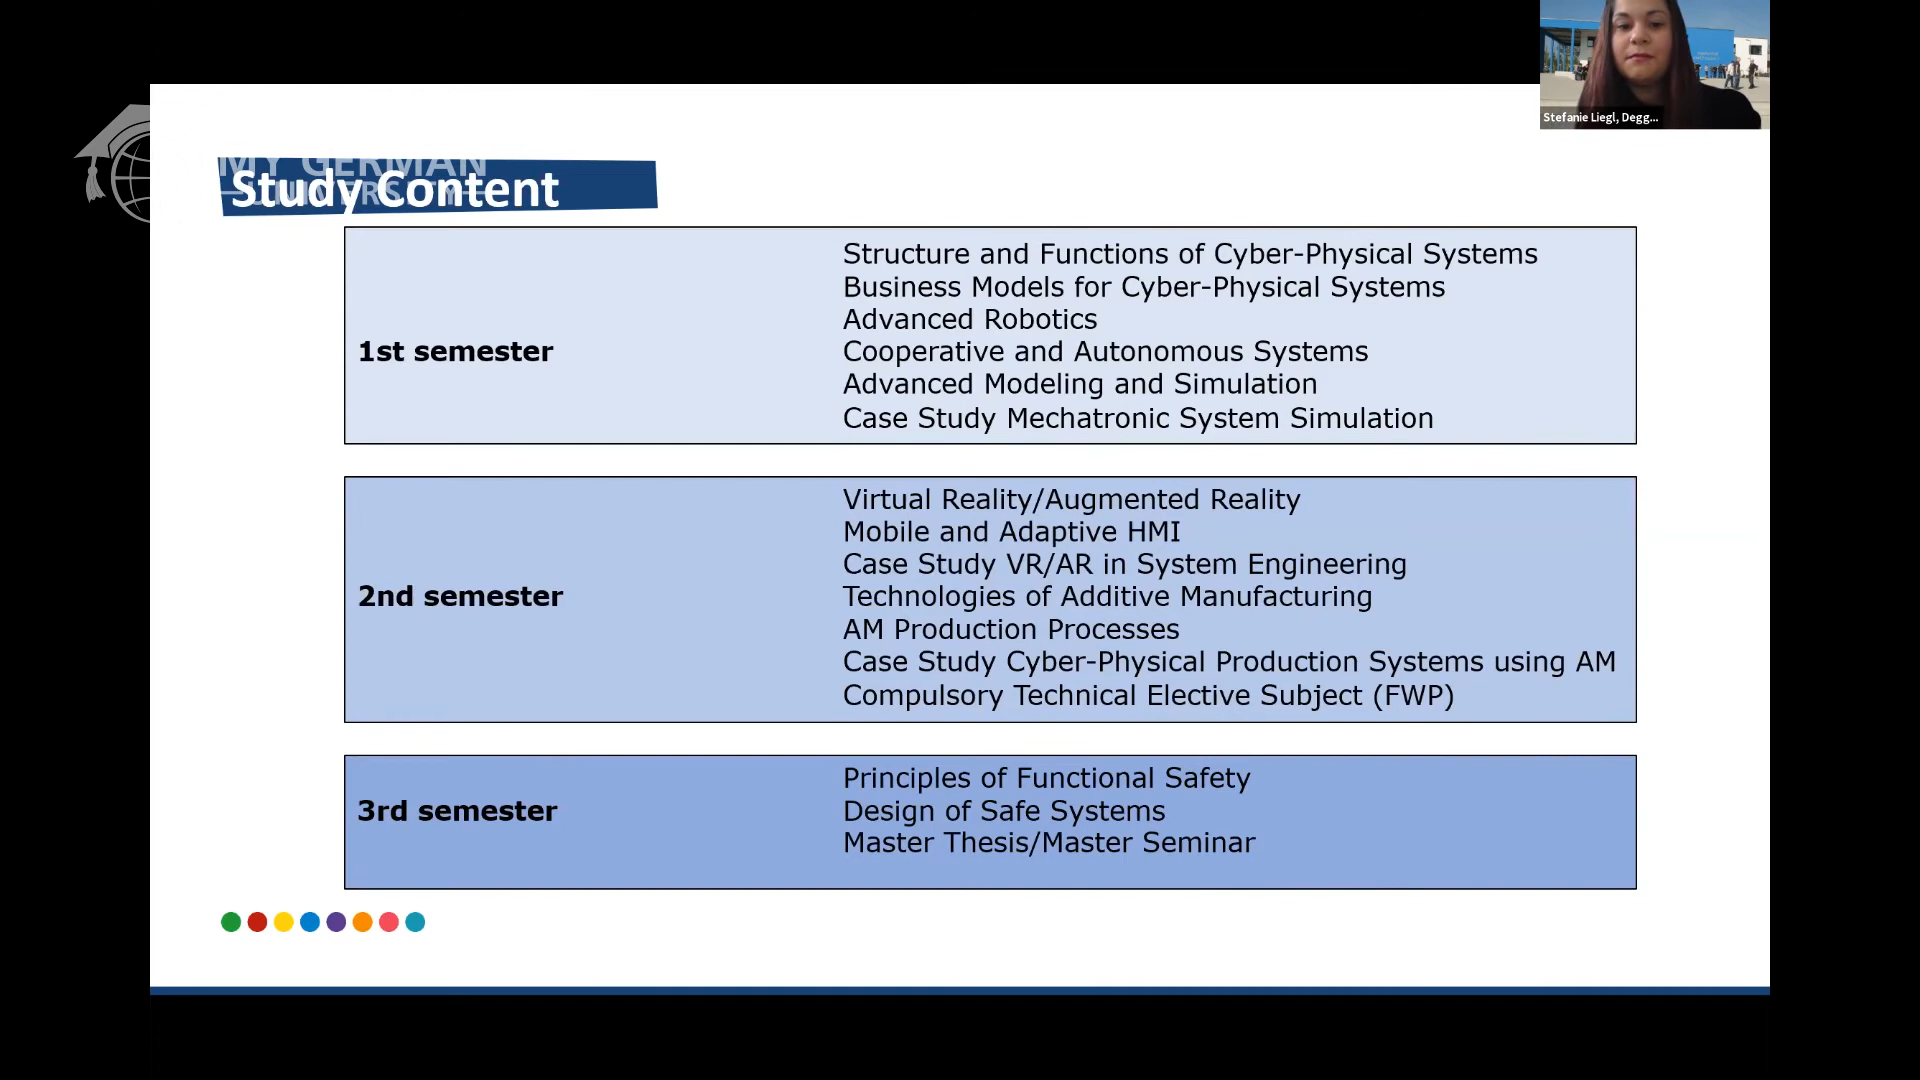 Stefanie Liegl, Degg...
MY GERMAN
UNIVERSITY
Study Content
1st semester
Structure and Functions of Cyber-Physical Systems
Business Models for Cyber-Physical Systems
Advanced Robotics
Cooperative and Autonomous Systems
Advanced Modeling and Simulation
Case Study Mechatronic System Simulation
2nd semester
Virtual Reality/Augmented Reality
Mobile and Adaptive HMI
Case Study VR/AR in System Engineering
Technologies of Additive Manufacturing
AM Production Processes
Case Study Cyber-Physical Production Systems using AM
Compulsory Technical Elective Subject (FWP)
3rd semester
Principles of Functional Safety
Design of Safe Systems
Master Thesis/Master Seminar